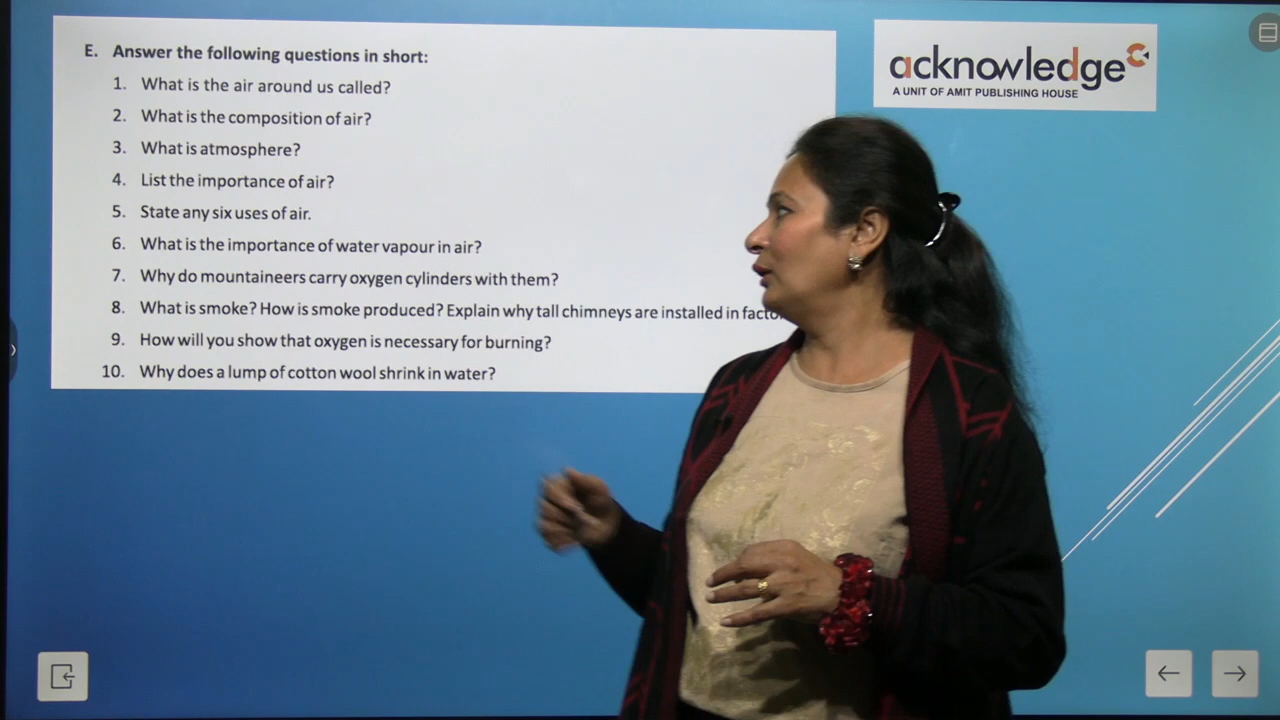 E. Answer the following questions in short:
1. What is the air around us called?
2. What is the composition of air?
3. What is atmosphere?
4. List the importance of air?
5. State any six uses of air.
6. What is the importance of water vapour in air?
7. Why do mountaineers carry oxygen cylinders with them?
8. What is smoke? How is smoke produced? Explain why tall chimneys are installed in
9. How will you show that oxygen is necessary for burning?
10. Why does a lump of cotton wool shrink in water?
acknowledge
A UNIT OF AMIT PUBLISHING HOUSE